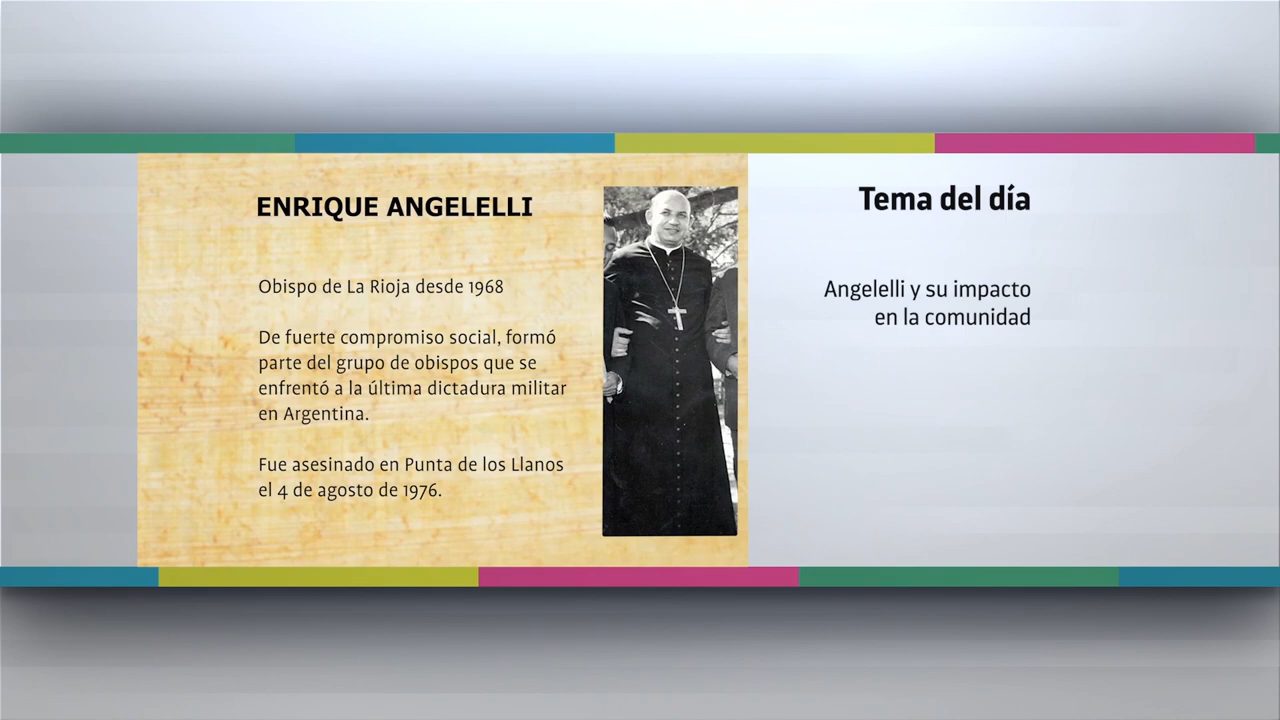 ENRIQUE ANGELELLI
Obispo de La Rioja desde 1968
De fuerte compromiso social, formó
parte del grupo de obispos que se
enfrentó a la última dictadura militar
en Argentina.
Fue asesinado en Punta de los Llanos
el 4 de agosto de 1976.
Tema del día
Angelelli y su impacto
en la comunidad